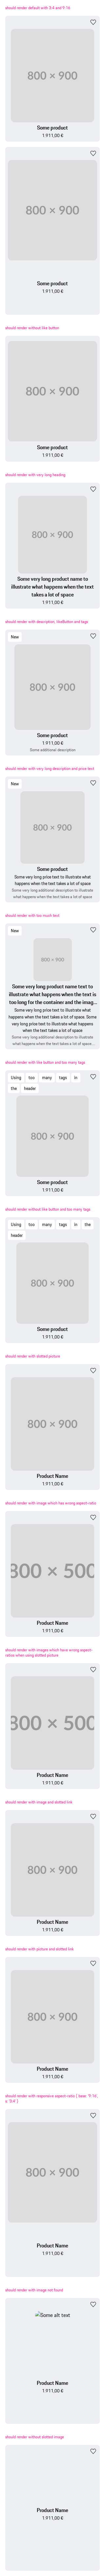 should render default with 3:4 and 9:16
800 × 900
Some product
1.911,00 €
800 × 900
Some product
1.911,00 €
should render without like button
800 × 900
Some product
1.911,00 €
should render with very long heading
800 × 900
Some very long product name to
illustrate what happens when the text
takes a lot of space
1.911,00 €
should render with description, likeButton and tags
New
800 × 900
Some product
1.911,00 €
Some additional description
should render with very long description and price text
New
800 × 900
Some product
Some very long price text to illustrate what
happens when the text takes a lot of space
Some very long additional description to illustrate
what happens when the text takes a lot of space
should render with too much text
New
800 × 900
Some very long product name text to
illustrate what happens when the text is
too long for the container and the imag…
Some very long price text to illustrate what
happens when the text takes a lot of space.
Some very long price text to illustrate what
happens when the text takes a lot of space
Some very long additional description to illustrate
what happens when the text takes a lot of space …
should render with like button and too many tags
Using
too
many
tags
in
the
header
800 × 900
Some product
1.911,00 €
should render without like button and too many tags
Using
too
many
tags
in
the
header
800 × 900
Some product
1.911,00 €
should render with slotted picture
800 × 900
Product Name
1.911,00 €
should render with image which has wrong aspect ratio
800 × 500
Product Name
1.911,00 €
should render with images which have wrong aspect
ratios when using slotted picture
800 × 500
Product Name
1.911,00 €
should render with image and slotted link
800 × 900
Product Name
1.911,00 €
should render with picture and slotted link
800 × 900
Product Name
1.911,00 €
should render with responsive aspect ratio { base: '9:16',
800 × 900
Product Name
1.911,00 €
should render with image not found
Some alt text
Product Name
1.911,00 €
should render without slotted image
Product Name
1.911,00 €